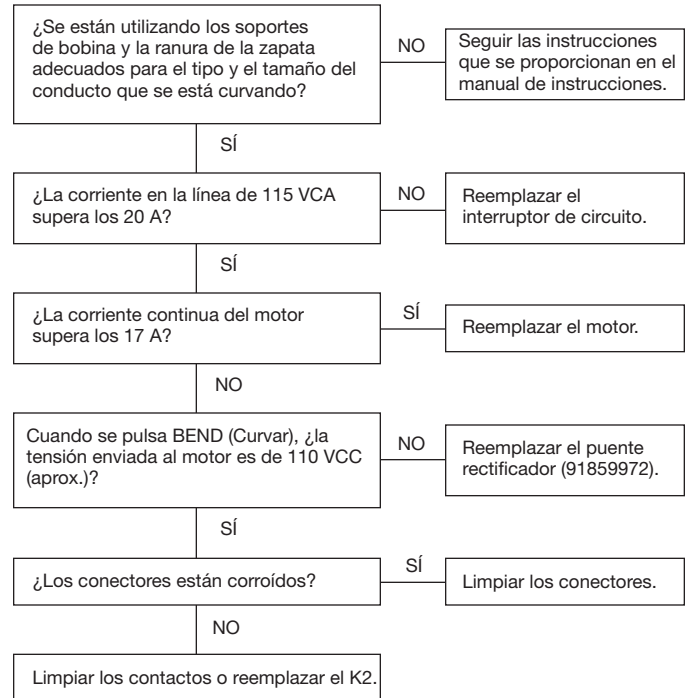 ¿Se están utilizando los soportes
de bobina y la ranura de la zapata
adecuados para el tipo y el tamaño del
conducto que se está curvando?
NO
Seguir las instrucciones
que se proporcionan en el
manual de instrucciones.
SÍ
¿La corriente en la línea de 115 VCA
supera los 20 A?
NO
Reemplazar el
interruptor de circuito.
SÍ
¿La corriente continua del motor
supera los 17 A?
SÍ
Reemplazar el motor.
NO
Cuando se pulsa BEND (Curvar), ¿la
tensión enviada al motor es de 110 VCC
(aprox.)?
NO
Reemplazar el puente
rectificador (91859972).
SÍ
¿Los conectores están corroídos?
SÍ
Limpiar los conectores.
NO
Limpiar los contactos o reemplazar el K2.